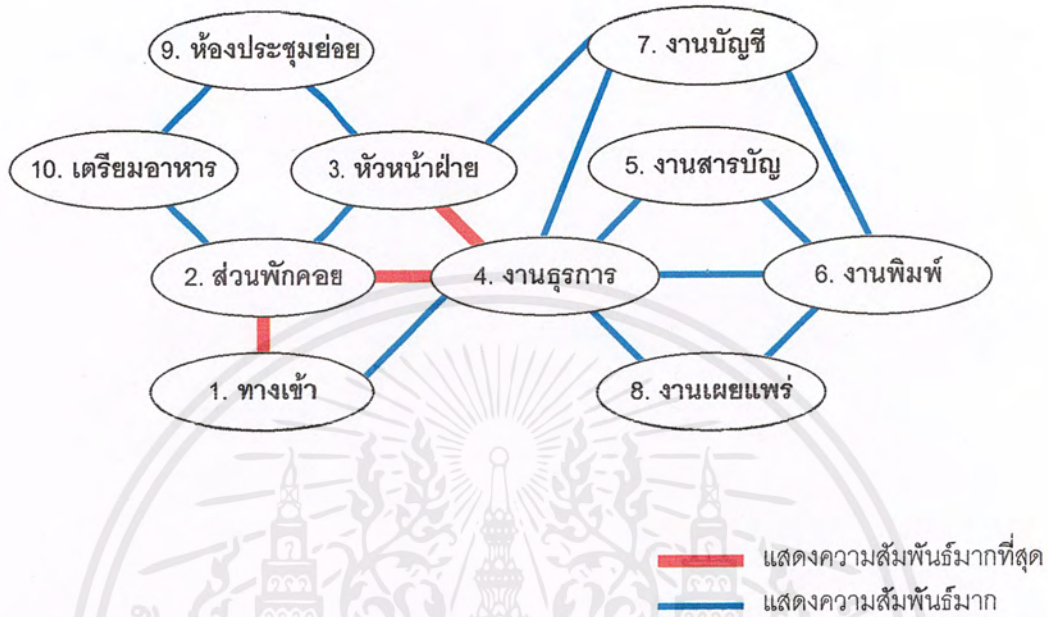 9. ห้องประชุมย่อย
7. งานบัญชี
10. เตรียมอาหาร
3. หัวหน้าฝ่าย
5. งานสารบัญ
2. ส่วนพักคอย
4. งานธุรการ
6. งานพิมพ์
1. ทางเข้า
8. งานเผยแพร่
แสดงความสัมพันธ์มากที่สุด
แสดงความสัมพันธ์มาก